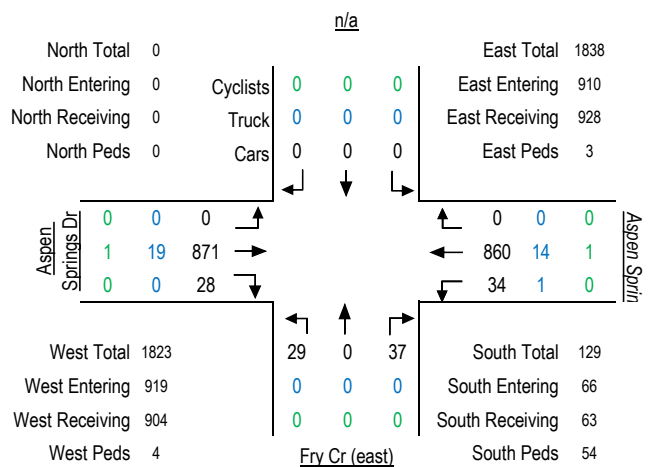 n/a
North Total 0
North Entering 0
North Receiving 0
North Peds 0
East Total 1838
East Entering 910
East Receiving 928
East Peds 3
Cyclists 0 0 0
Truck 0 0 0
Cars 0 0 0
Aspen
Springs Dr
0 0 0
1 19 871
0 0 28
0 0 0
860 14 1
34 1 0
Aspen Sprin
29 0 37
0 0 0
0 0 0
Fry Cr (east)
West Total 1823
West Entering 919
West Receiving 904
West Peds 4
South Total 129
South Entering 66
South Receiving 63
South Peds 54